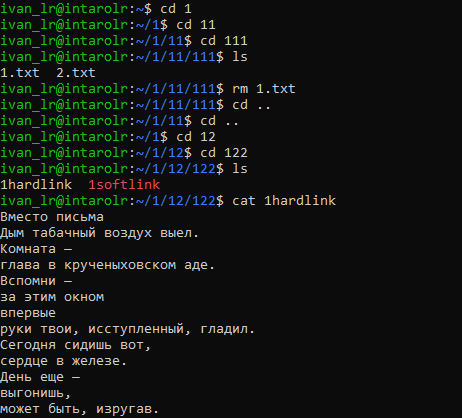 ivan_lr@intarolr:~$ cd 1
ivan_lr@intarolr:~/1$ cd 11
ivan_lr@intarolr:~/1/11$ cd 111
ivan_lr@intarolr:~/1/11/111$ ls
1.txt  2.txt
ivan_lr@intarolr:~/1/11/111$ rm 1.txt
ivan_lr@intarolr:~/1/11/111$ cd ..
ivan_lr@intarolr:~/1/11$ cd ..
ivan_lr@intarolr:~/1$ cd 12
ivan_lr@intarolr:~/1/12$ cd 122
ivan_lr@intarolr:~/1/12/122$ ls
1hardlink  1softlink
ivan_lr@intarolr:~/1/12/122$ cat 1hardlink
Вместо письма
Дым табачный воздух выел.
Комната —
глава в крученыховском аде.
Вспомни —
за этим окном
впервые
руки твои, исступленный, гладил.
Сегодня сидишь вот,
сердце в железе.
День еще —
выгонишь,
может быть, изругав.